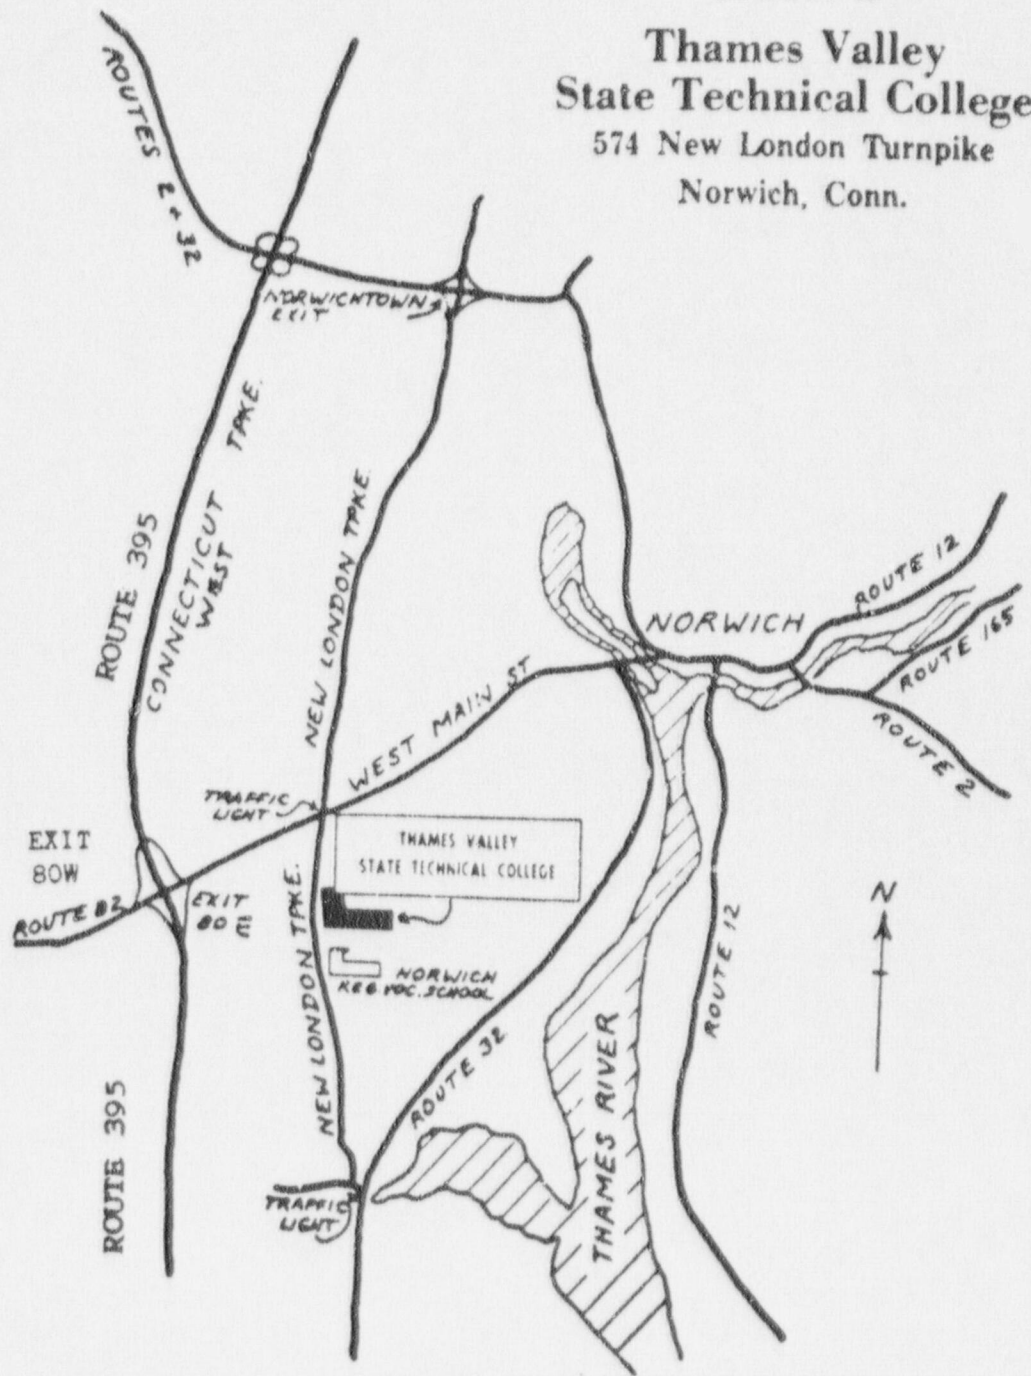 Thames Valley
State Technical College
574 New London Turnpike
Norwich, Conn.
ROUTES 2 + 32
NORWICHTOWN
EXIT
CONNECTICUT TPKE.
WEST
ROUTE 395
NEW LONDON TPKE.
NORWICH
ROUTE 12
ROUTE 165
ROUTE 2
WEST MAIN ST
TRAFFIC
LIGHT
THAMES VALLEY
STATE TECHNICAL COLLEGE
EXIT
80W
ROUTE 82
EXIT
80 E
NEW LONDON TPKE.
NORWICH
REG VOC. SCHOOL
ROUTE 12
N
ROUTE 32
THAMES RIVER
ROUTE 395
TRAFFIC
LIGHT